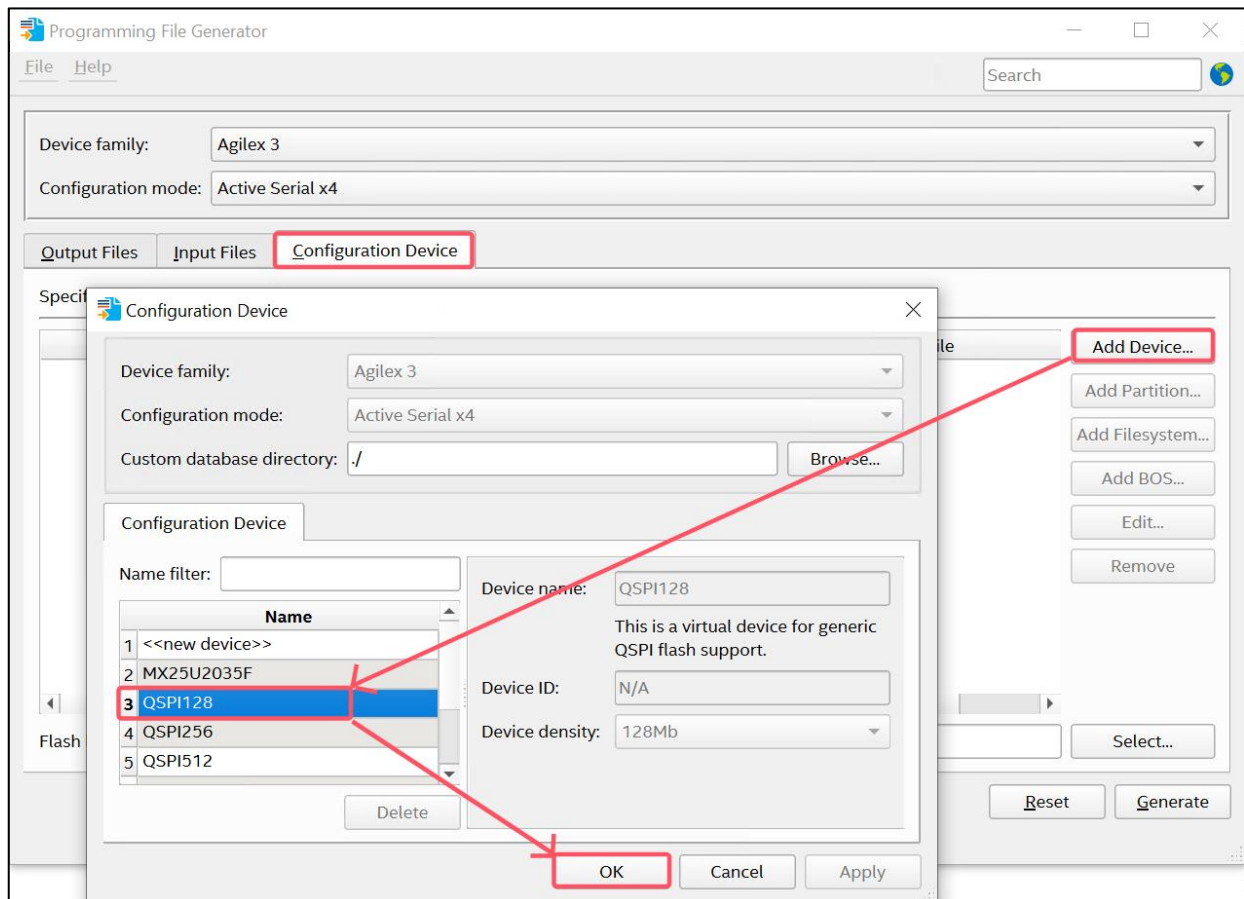 Programming File Generator
File Help
Search
Device family: Agilex 3
Configuration mode: Active Serial x4
Output Files Input Files Configuration Device
Specif
ile
Add Device...
Add Partition...
Add Filesystem...
Add BOS...
Edit...
Remove
Configuration Device
Device family: Agilex 3
Configuration mode: Active Serial x4
Custom database directory: ./ Browse...
Configuration Device
Name filter:
Name
1 <<new device>>
2 MX25U2035F
3 QSPI128
4 QSPI256
5 QSPI512
Delete
Device name: QSPI128
This is a virtual device for generic
QSPI flash support.
Device ID: N/A
Device density: 128Mb
OK Cancel Apply
Flash
Select...
Reset Generate